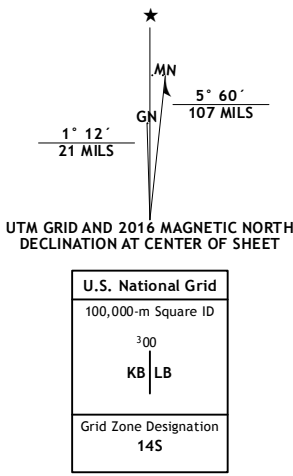 ★
MN
GN
5° 60´
107 MILS
1° 12´
21 MILS
UTM GRID AND 2016 MAGNETIC NORTH
DECLINATION AT CENTER OF SHEET
U.S. National Grid
100,000-m Square ID
³00
KB LB
Grid Zone Designation
14S